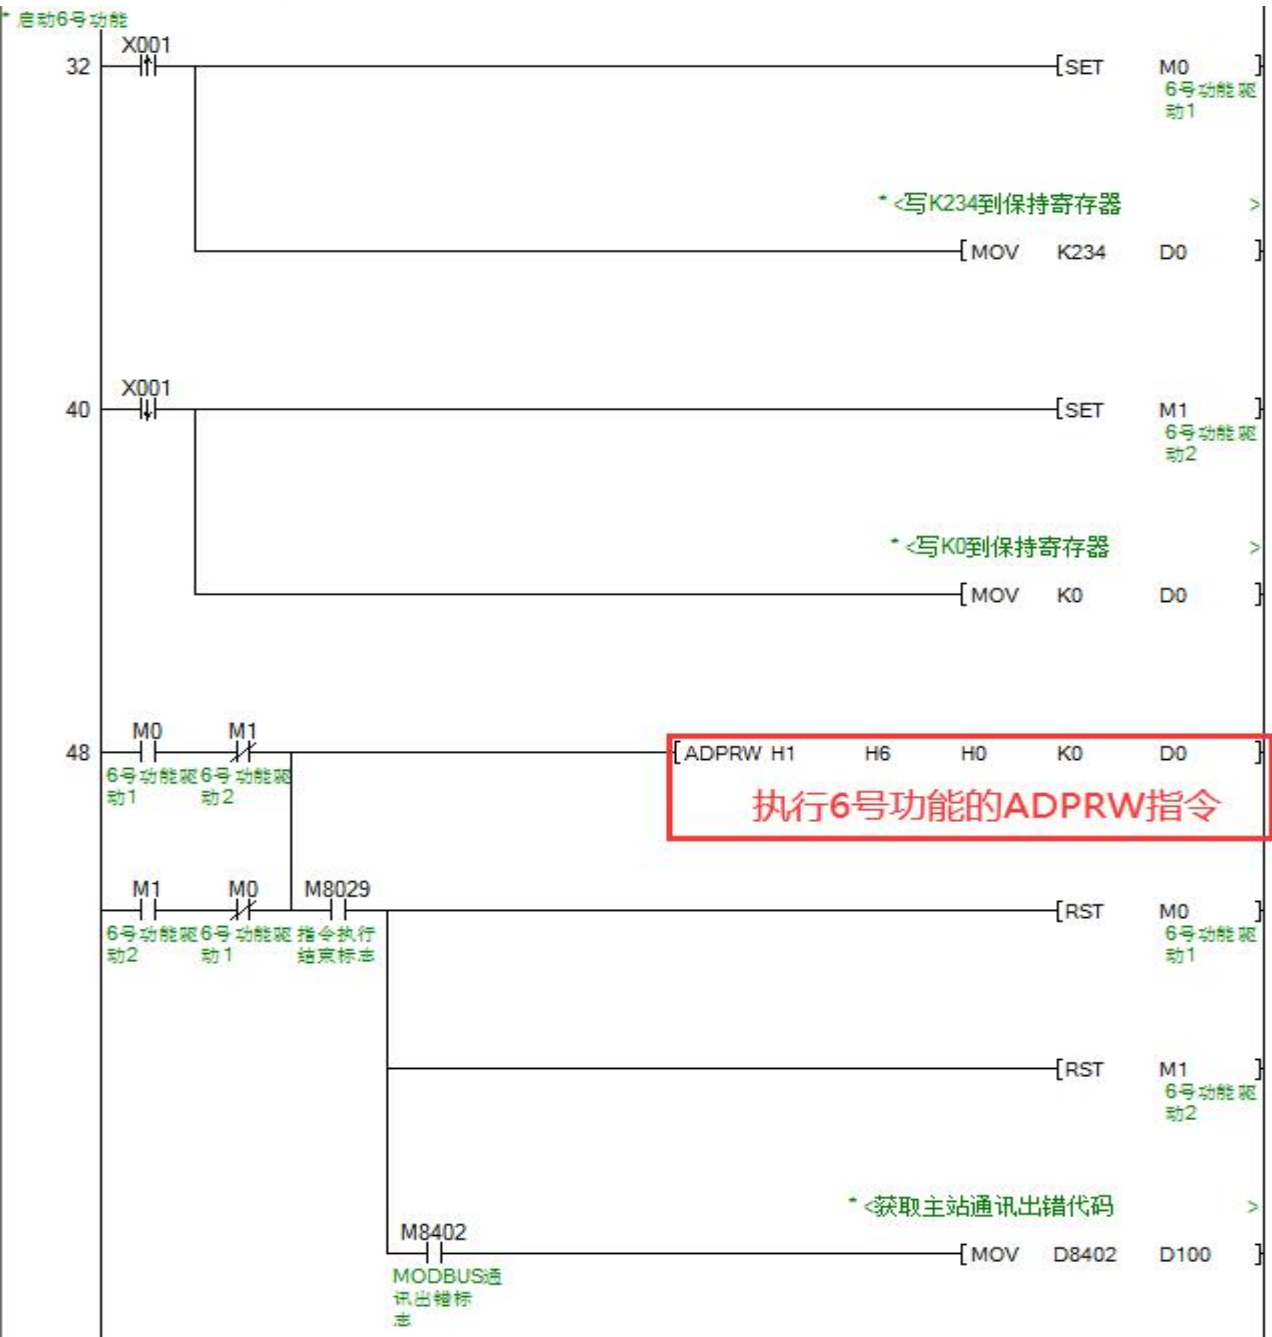 * 启动6号功能
X001
32
[SET M0 ]
6号功能驱
动1
* <写K234到保持寄存器 >
[MOV K234 D0 ]
X001
40
[SET M1 ]
6号功能驱
动2
* <写K0到保持寄存器 >
[MOV K0 D0 ]
M0 M1
48
[ADPRW H1 H6 H0 K0 D0 ]
6号功能驱 6号功能驱
动1 动2
执行6号功能的ADPRW指令
M1 M0 M8029
[RST M0 ]
6号功能驱 6号功能驱 指令执行
动2 动1 结束标志
6号功能驱
动1
[RST M1 ]
6号功能驱
动2
* <获取主站通讯出错代码 >
M8402
[MOV D8402 D100 ]
MODBUS通
讯出错标
志